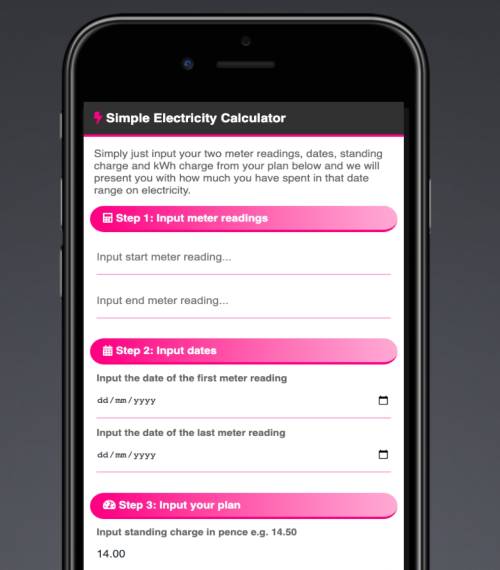 Simple Electricity Calculator
Simply just input your two meter readings, dates, standing
charge and kWh charge from your plan below and we will
present you with how much you have spent in that date
range on electricity.
Step 1: Input meter readings
Input start meter reading...
Input end meter reading...
Step 2: Input dates
Input the date of the first meter reading
dd/mm/yyyy
Input the date of the last meter reading
dd/mm/yyyy
Step 3: Input your plan
Input standing charge in pence e.g. 14.50
14.00